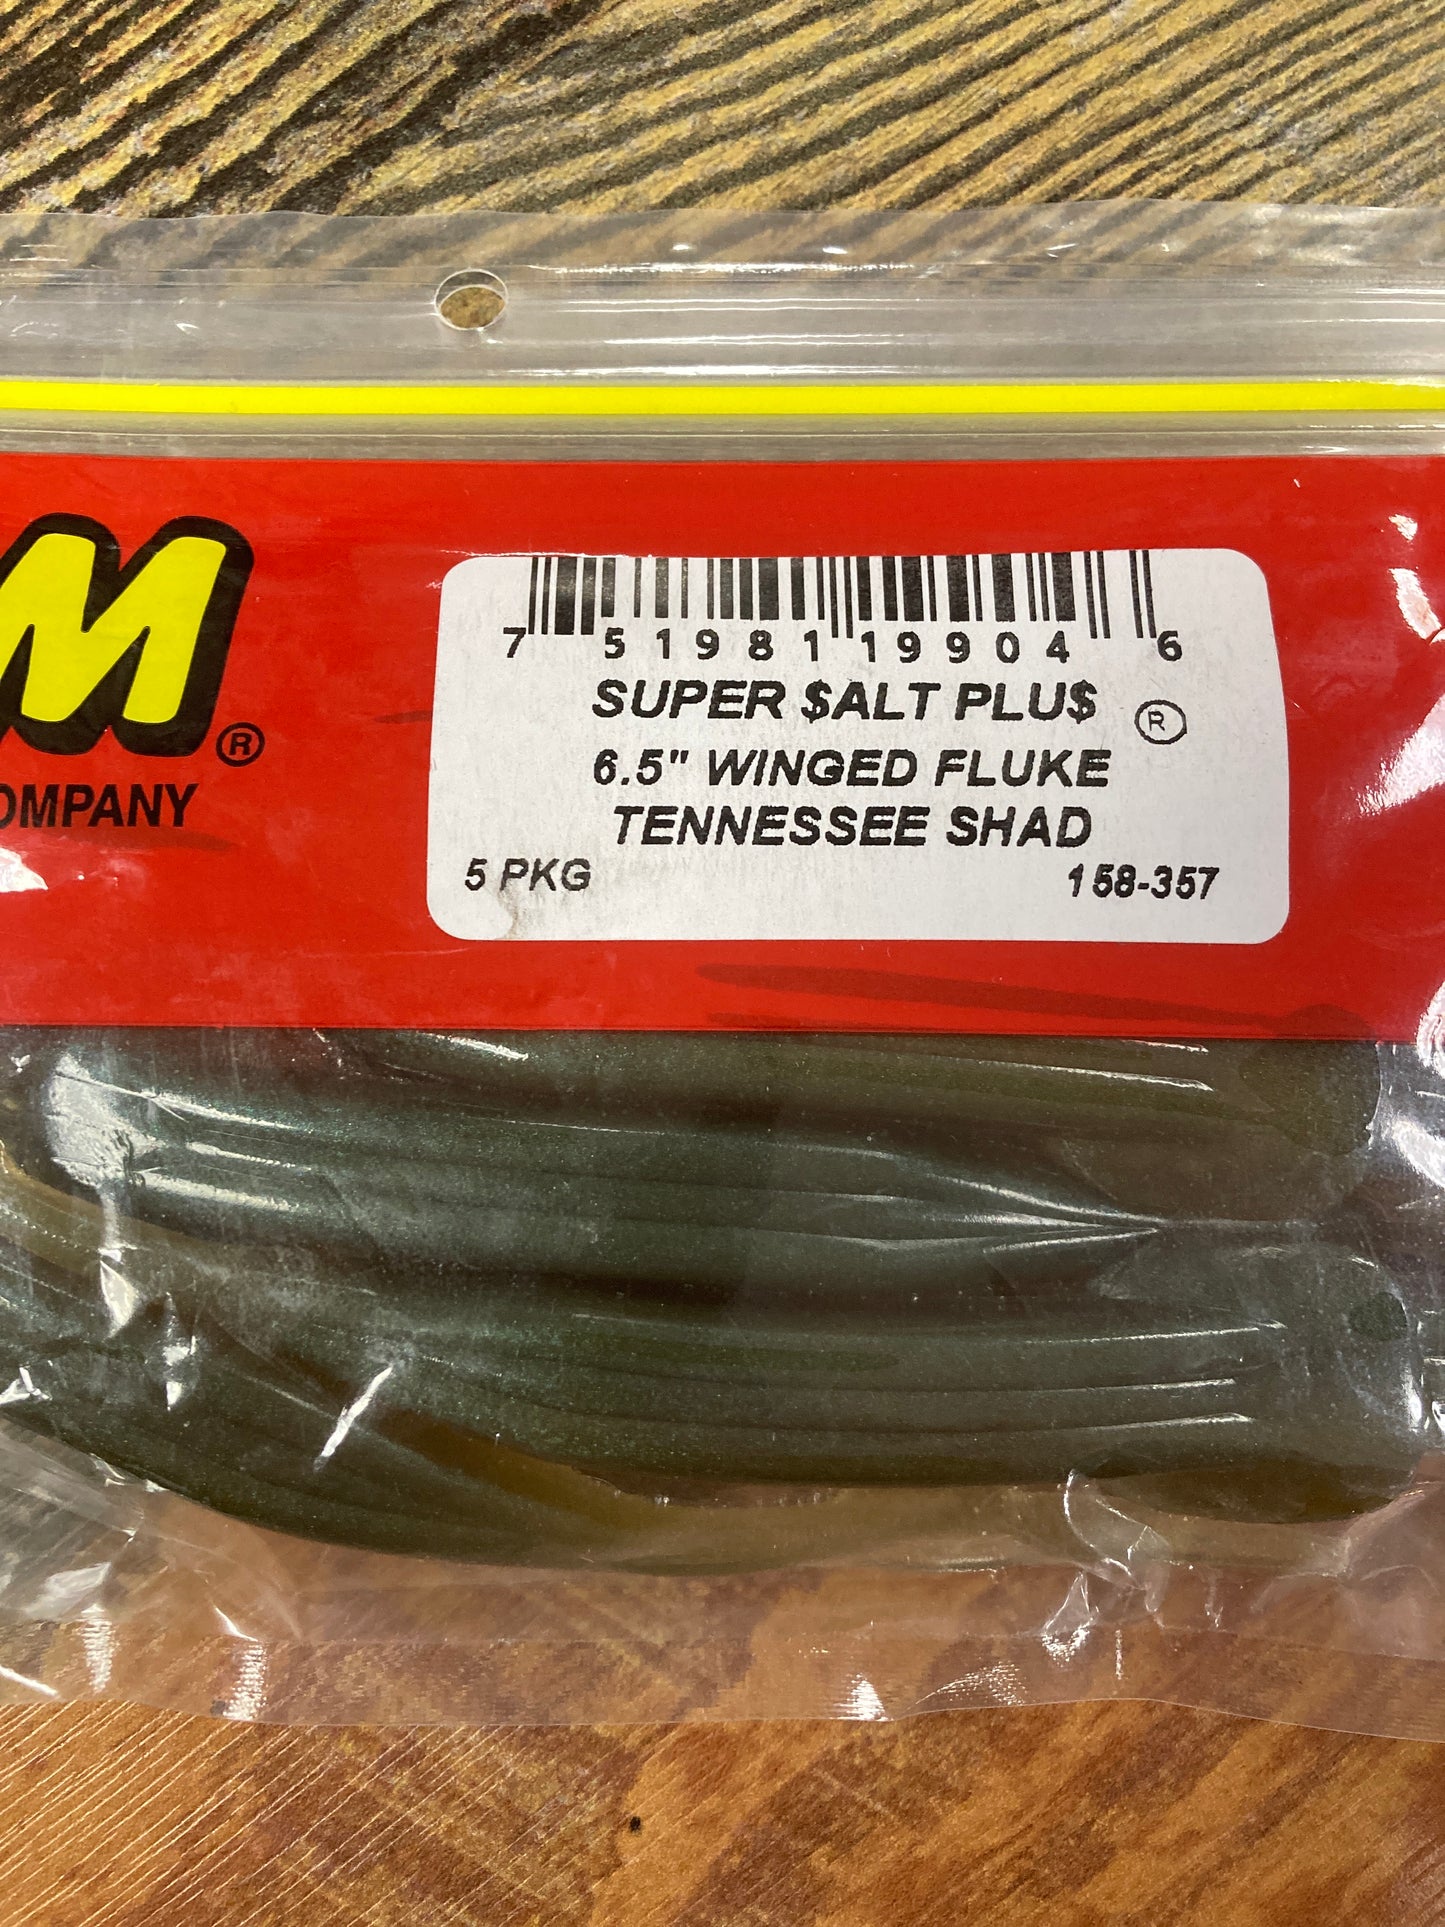 M®
OMPANY
7 51981 19904 6
SUPER $ALT PLU$ ®
6.5" WINGED FLUKE
TENNESSEE SHAD
5 PKG 158-357